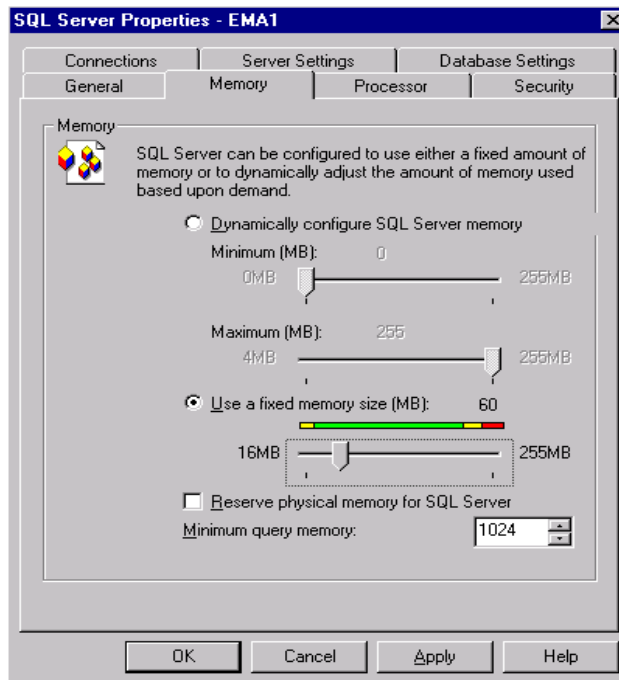 SQL Server Properties - EMA1
Connections Server Settings Database Settings
General Memory Processor Security
Memory
SQL Server can be configured to use either a fixed amount of
memory or to dynamically adjust the amount of memory used
based upon demand.
Dynamically configure SQL Server memory
Minimum (MB): 0
0MB 255MB
Maximum (MB): 255
4MB 255MB
Use a fixed memory size (MB): 60
16MB 255MB
Reserve physical memory for SQL Server
Minimum query memory: 1024
OK Cancel Apply Help